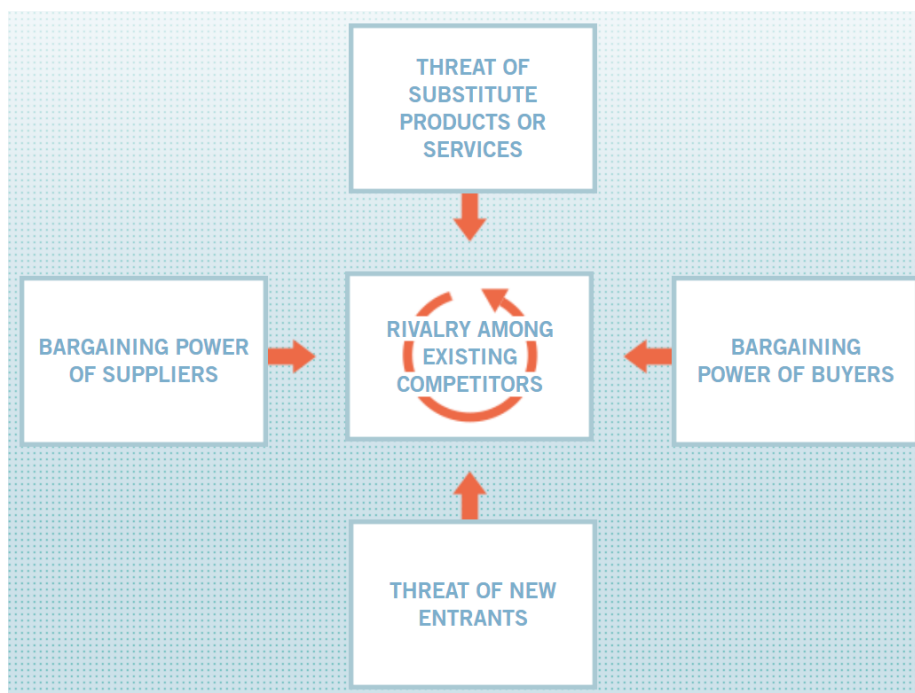 THREAT OF
SUBSTITUTE
PRODUCTS OR
SERVICES
BARGAINING POWER
OF SUPPLIERS
RIVALRY AMONG
EXISTING
COMPETITORS
BARGAINING
POWER OF BUYERS
THREAT OF NEW
ENTRANTS